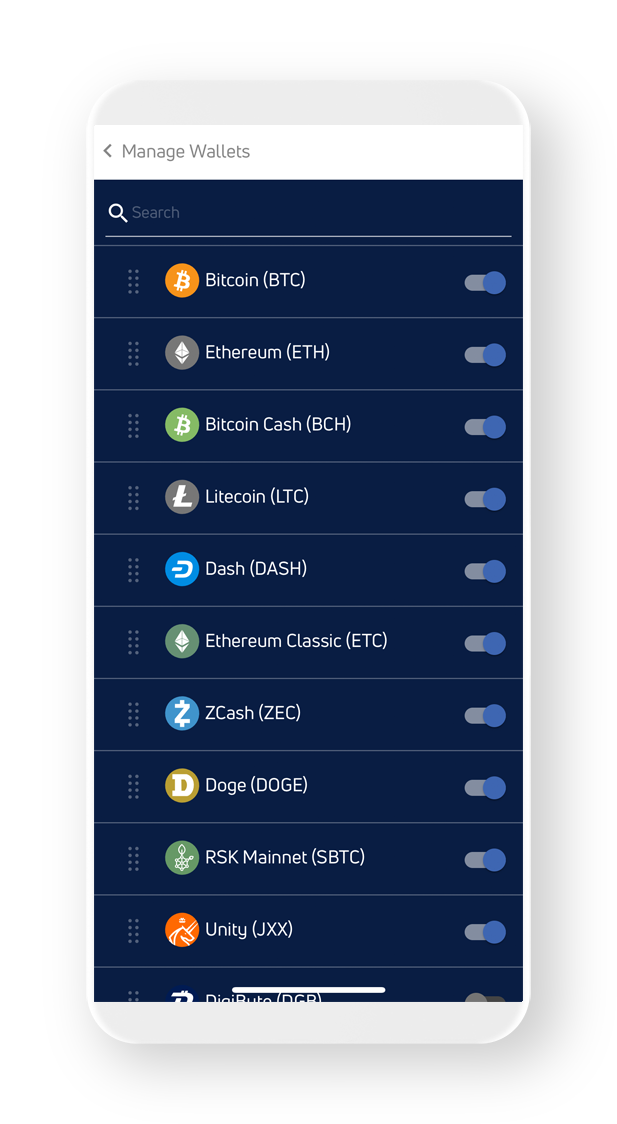 Manage Wallets
Search
Bitcoin (BTC)
Ethereum (ETH)
Bitcoin Cash (BCH)
Litecoin (LTC)
Dash (DASH)
Ethereum Classic (ETC)
ZCash (ZEC)
Doge (DOGE)
RSK Mainnet (SBTC)
Unity (JXX)
DigiByte (DGB)